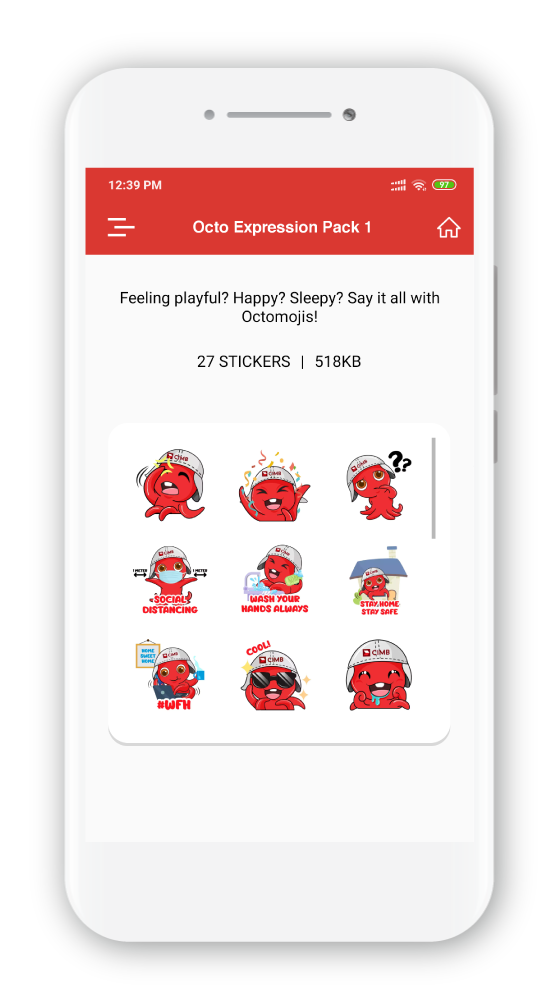 12:39 PM
97
Octo Expression Pack 1
Feeling playful? Happy? Sleepy? Say it all with
Octomojis!
27 STICKERS | 518KB
CIMB
CIMB
??
CIMB
1 METER
1 METER
SOCIAL
DISTANCING
CIMB
WASH YOUR
HANDS ALWAYS
CIMB
STAY HOME
STAY SAFE
HOME
SWEET
HOME
CIMB
#WFH
COOL!
CIMB
CIMB